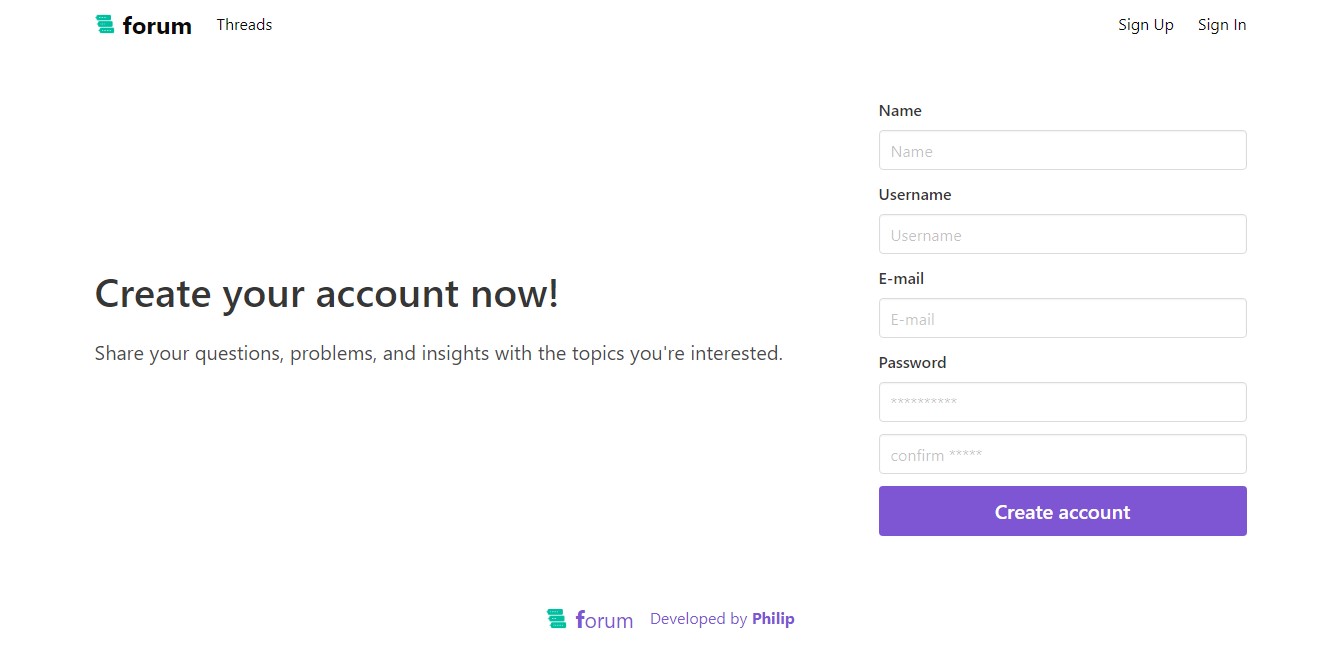 forum Threads Sign Up Sign In
Name
Name
Username
Username
E-mail
E-mail
Create your account now!
Share your questions, problems, and insights with the topics you're interested.
Password
**********
confirm *****
Create account
forum Developed by Philip